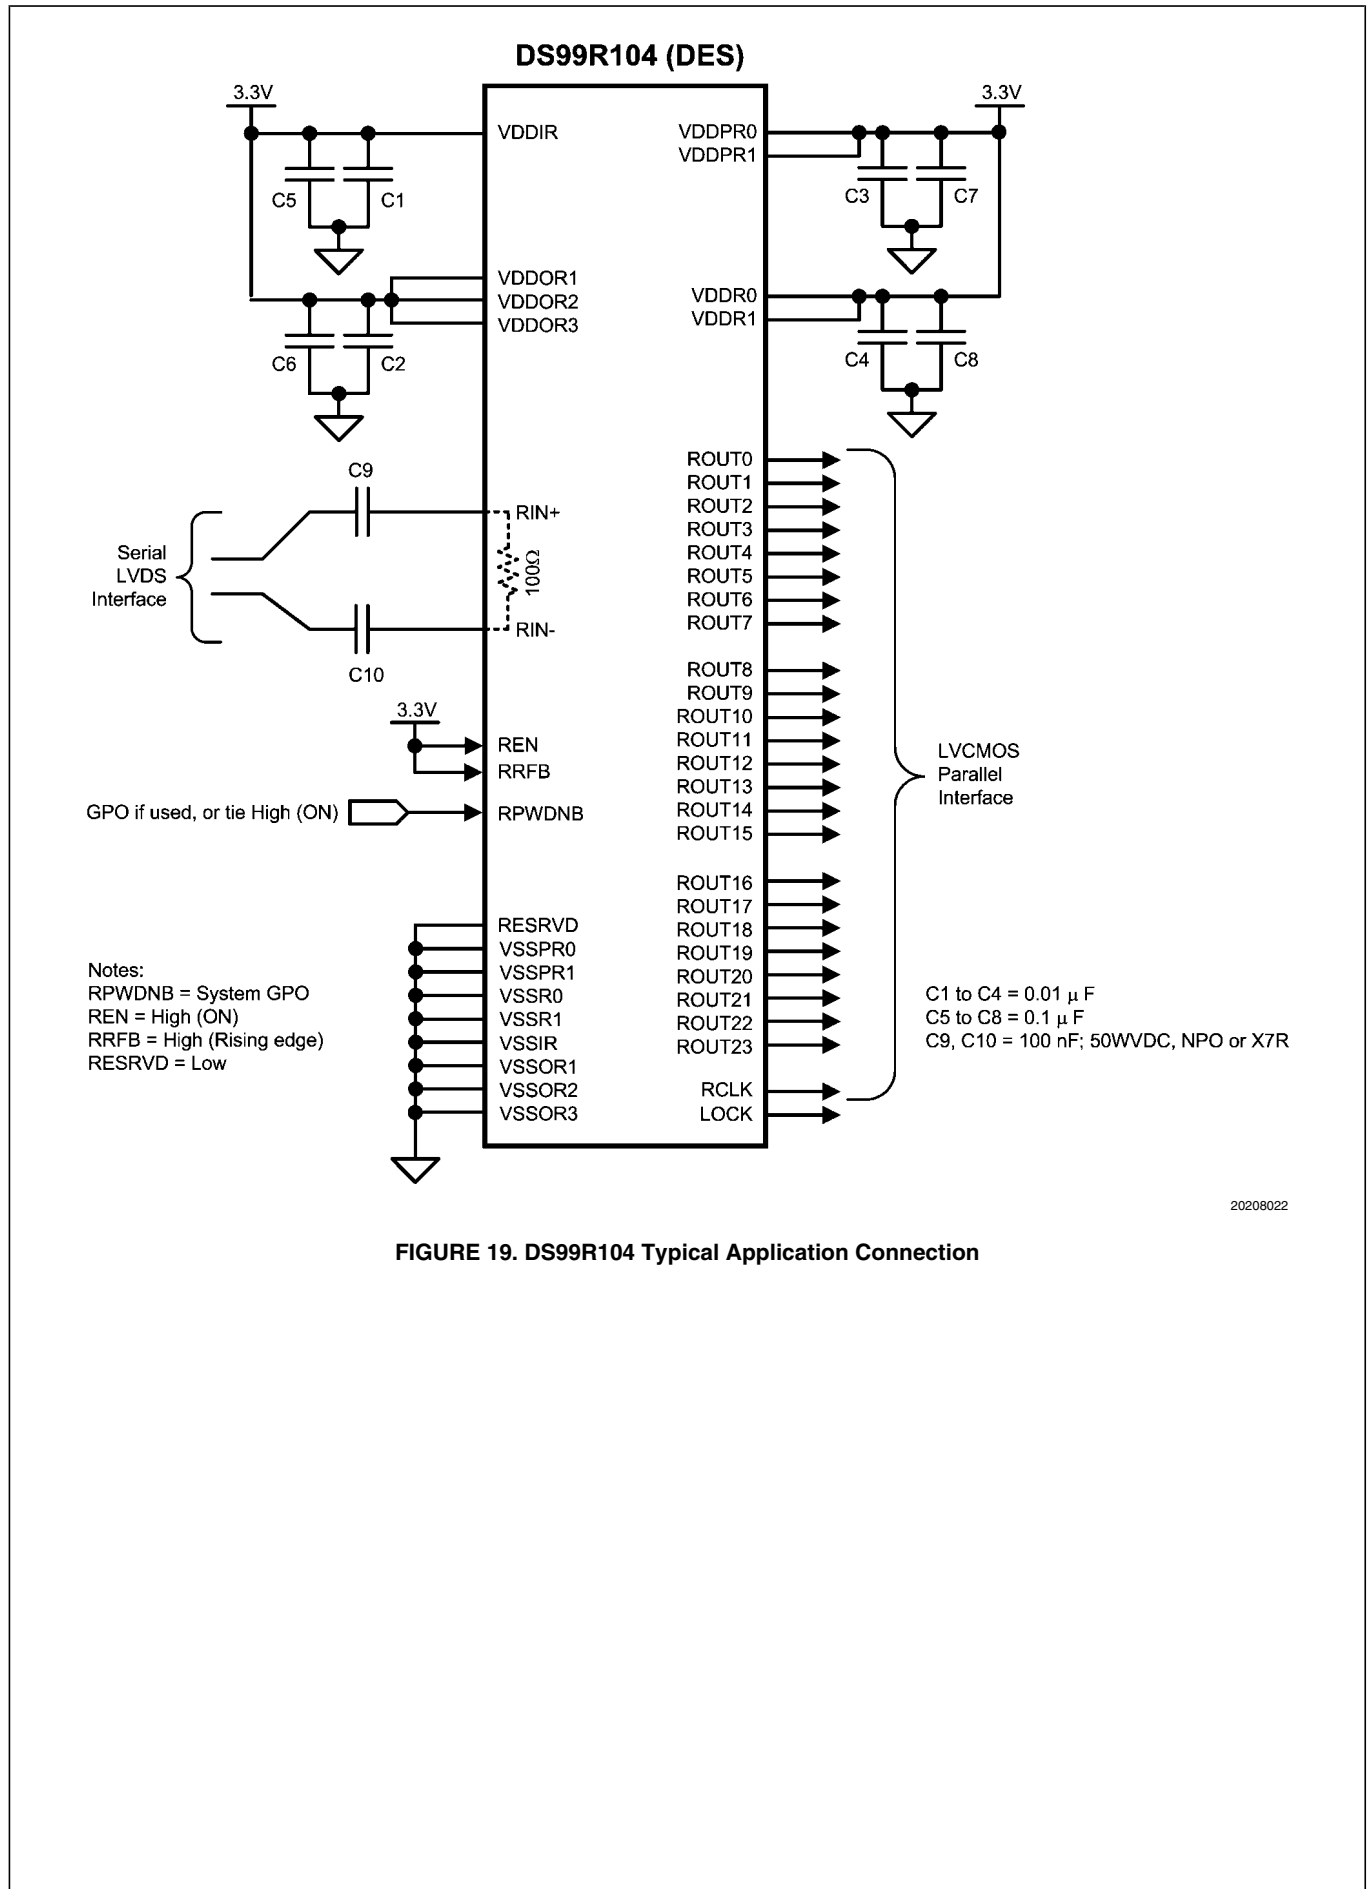 DS99R104 (DES)
3.3V
3.3V
VDDIR
VDDPR0
VDDPR1
C5
C1
C3
C7
VDDOR1
VDDOR2
VDDOR3
VDDR0
VDDR1
C6
C2
C4
C8
C9
RIN+
Serial
LVDS
Interface
100Ω
RIN-
C10
3.3V
REN
RRFB
GPO if used, or tie High (ON)
RPWDNB
ROUT0
ROUT1
ROUT2
ROUT3
ROUT4
ROUT5
ROUT6
ROUT7
ROUT8
ROUT9
ROUT10
ROUT11
ROUT12
ROUT13
ROUT14
ROUT15
ROUT16
ROUT17
ROUT18
ROUT19
ROUT20
ROUT21
ROUT22
ROUT23
RCLK
LOCK
LVCMOS
Parallel
Interface
RESRVD
VSSPR0
VSSPR1
VSSR0
VSSR1
VSSIR
VSSOR1
VSSOR2
VSSOR3
Notes:
RPWDNB = System GPO
REN = High (ON)
RRFB = High (Rising edge)
RESRVD = Low
C1 to C4 = 0.01 μ F
C5 to C8 = 0.1 μ F
C9, C10 = 100 nF; 50WVDC, NPO or X7R
20208022
FIGURE 19. DS99R104 Typical Application Connection